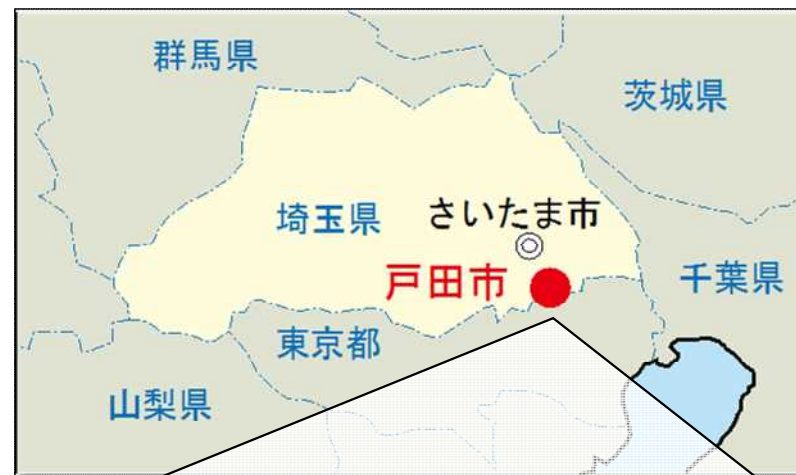 群馬県
茨城県
埼玉県
さいたま市
戸田市
千葉県
東京都
山梨県